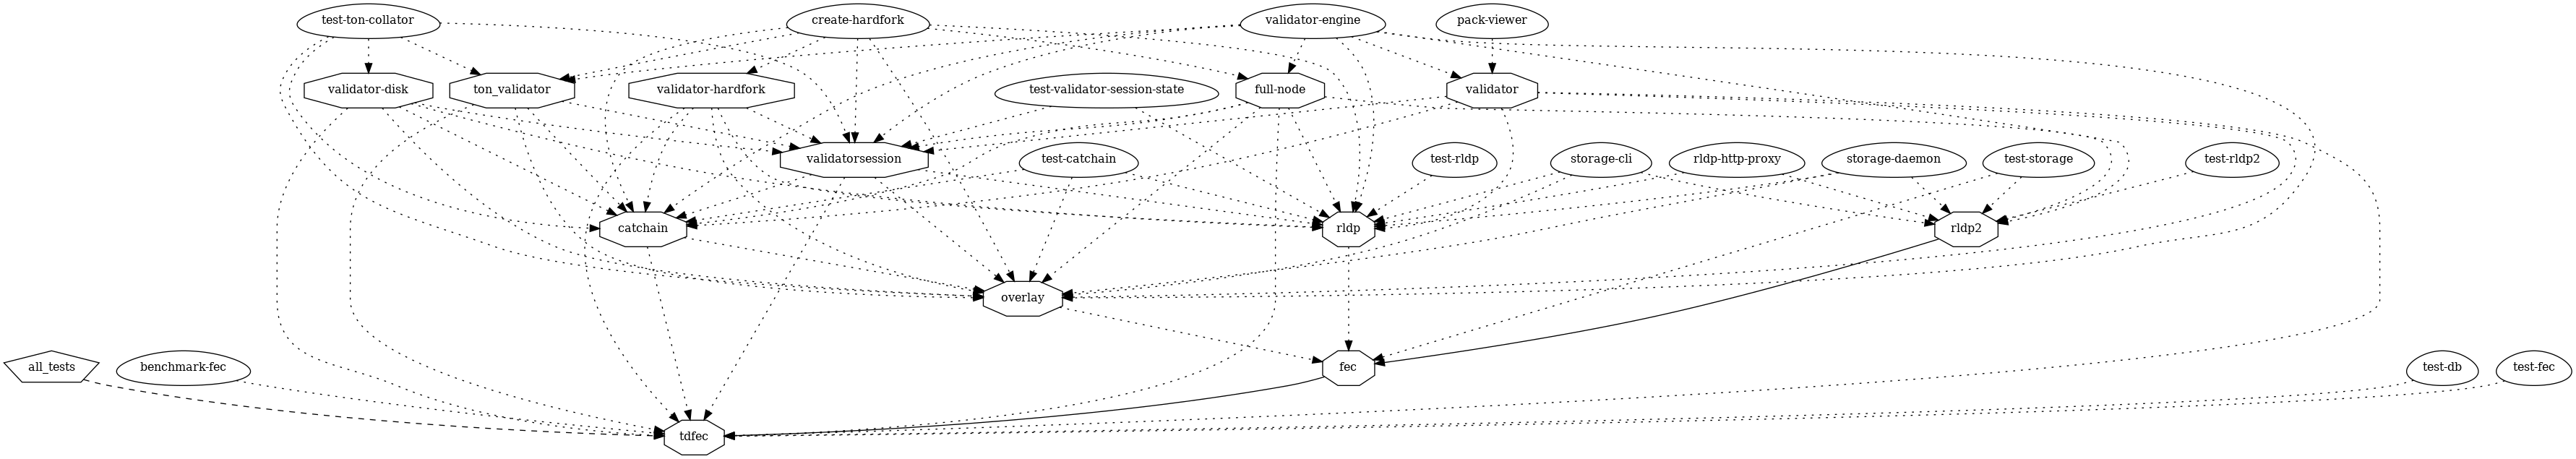 test-ton-collator
create-hardfork
validator-engine
pack-viewer
validator-disk
ton_validator
validator-hardfork
test-validator-session-state
full-node
validator
validatorsession
test-catchain
test-rldp
storage-cli
rldp-http-proxy
storage-daemon
test-storage
test-rldp2
catchain
rldp
rldp2
overlay
all_tests
benchmark-fec
fec
test-db
test-fec
tdfec